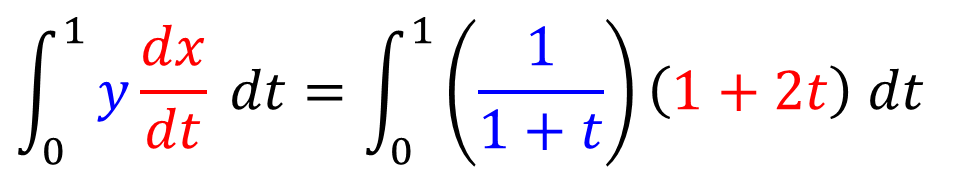 ∫₀¹ y dx/dt dt = ∫₀¹ (1/(1 + t)) (1 + 2t) dt